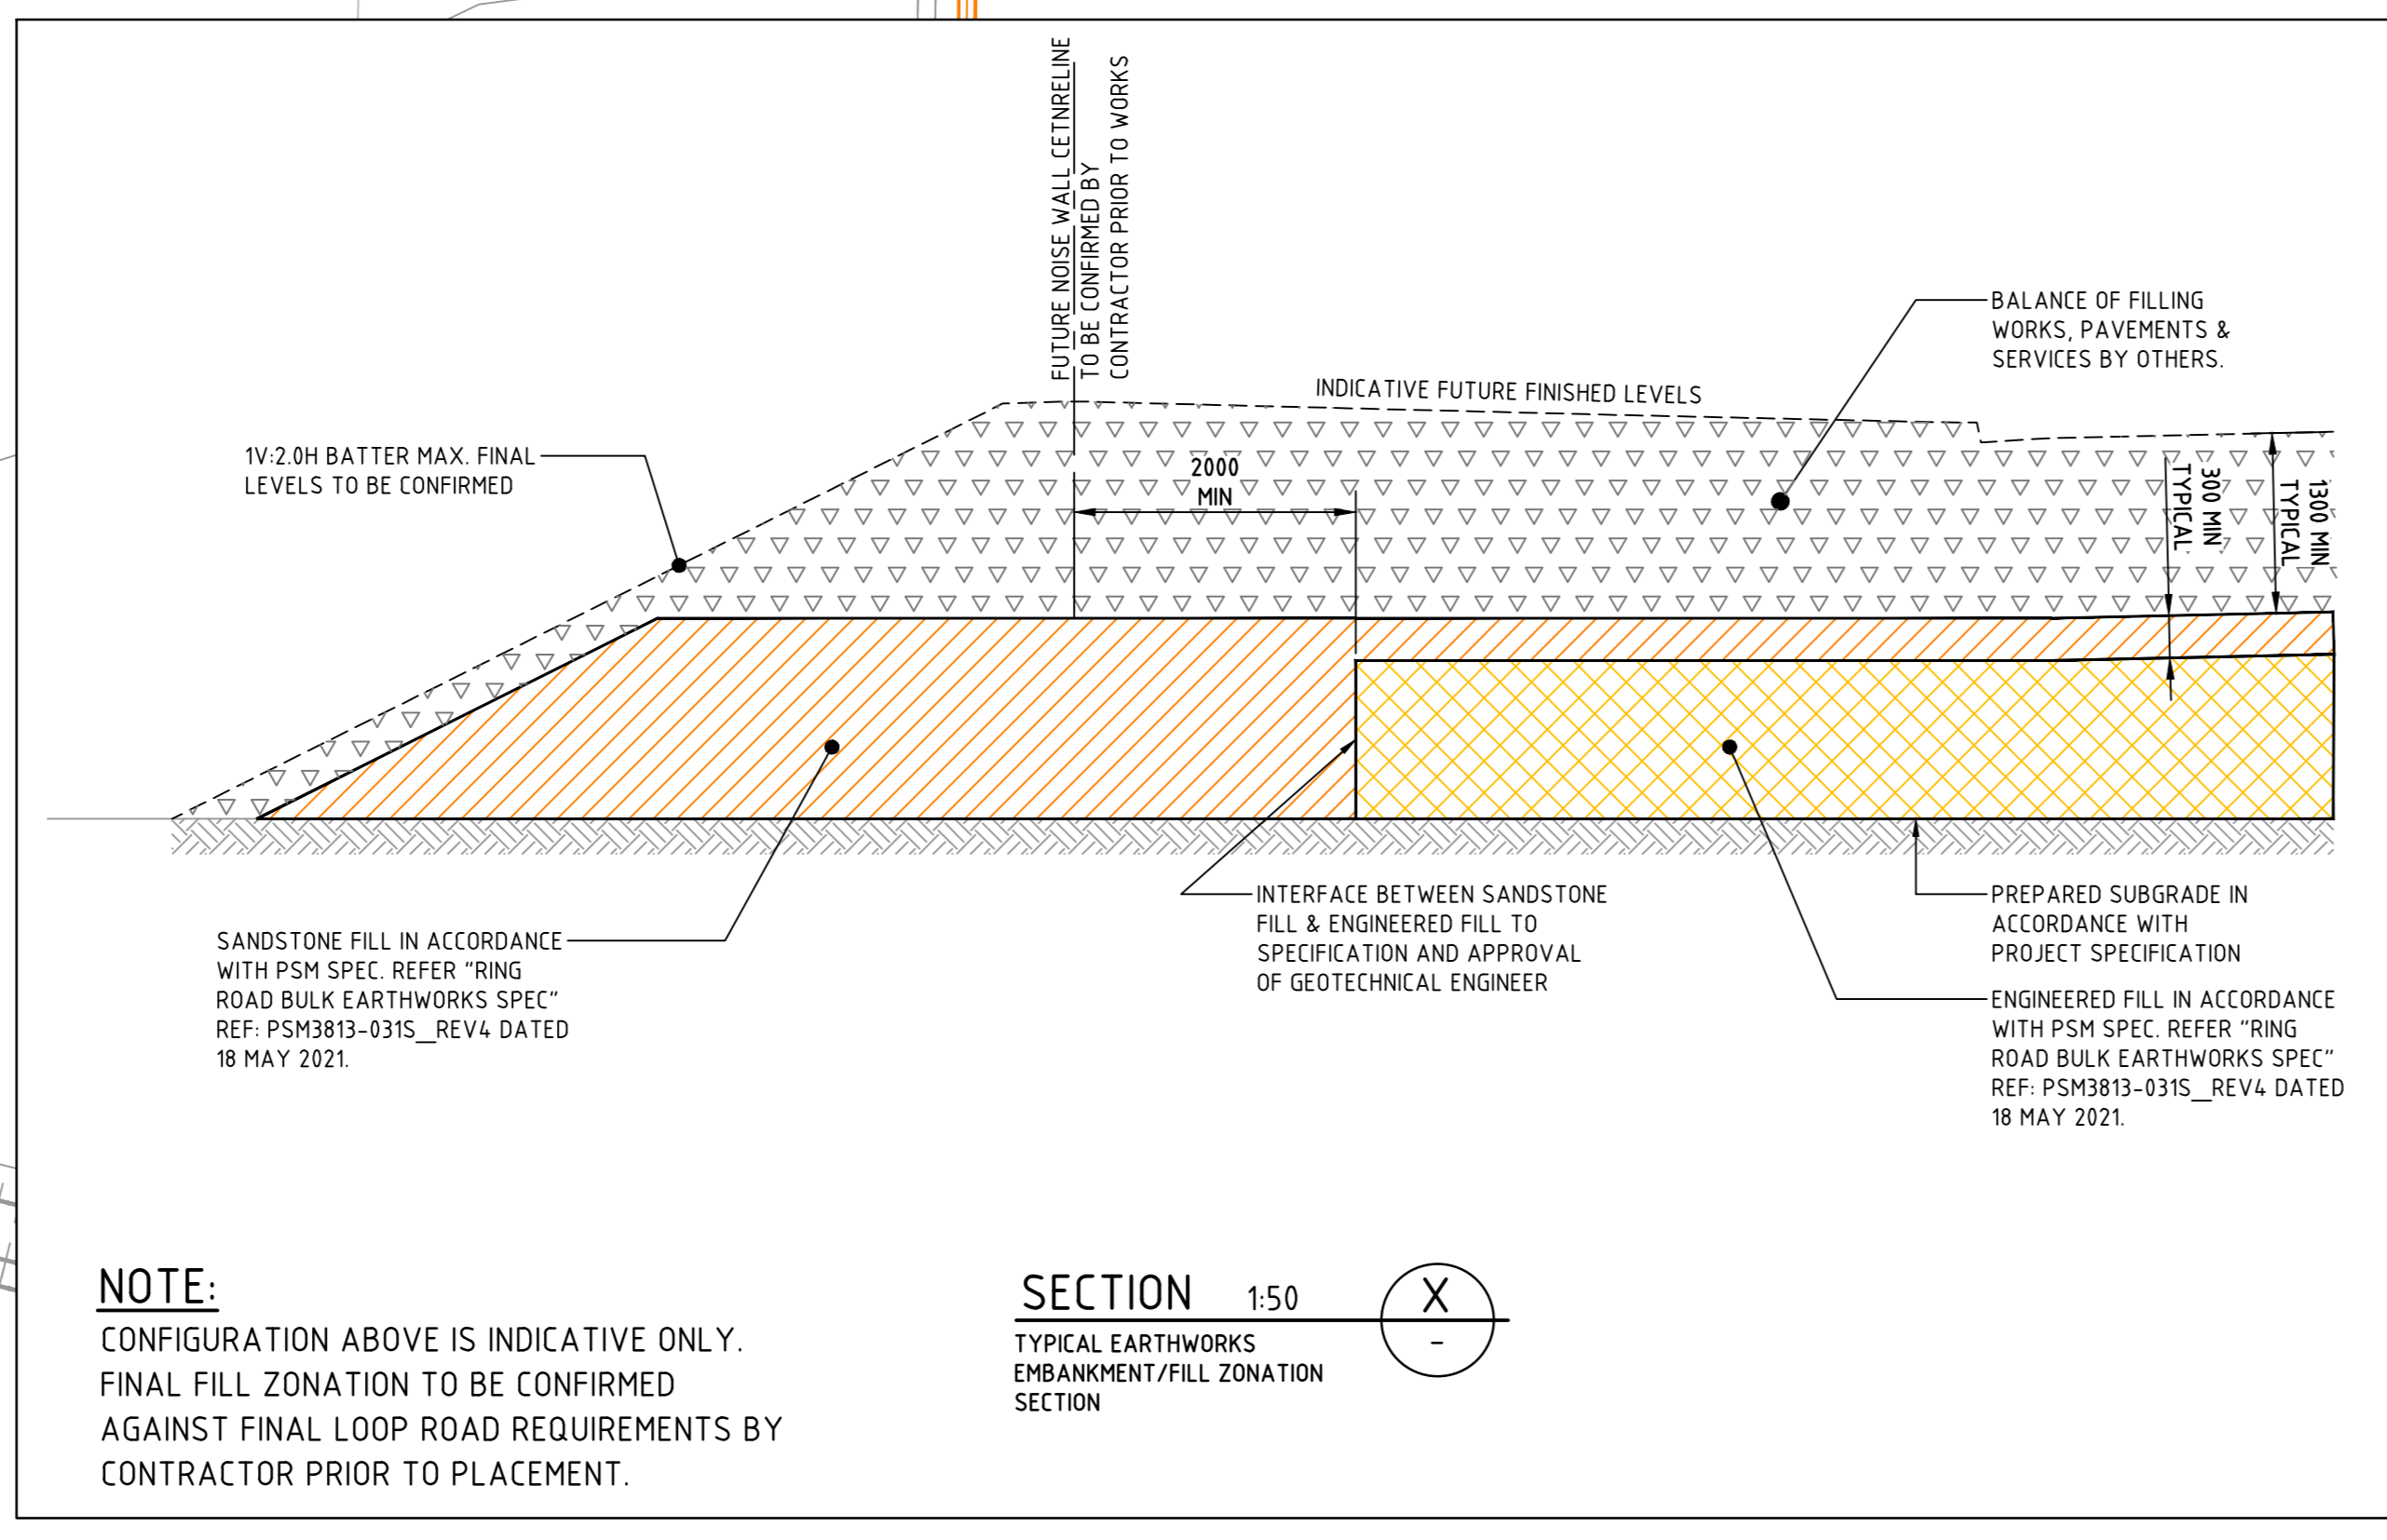 FUTURE NOISE WALL CETNRELINE
TO BE CONFIRMED BY
CONTRACTOR PRIOR TO WORKS
BALANCE OF FILLING
WORKS, PAVEMENTS &
SERVICES BY OTHERS.
INDICATIVE FUTURE FINISHED LEVELS
1V:2.0H BATTER MAX. FINAL
LEVELS TO BE CONFIRMED
2000
MIN
300 MIN
TYPICAL
1300 MIN
TYPICAL
SANDSTONE FILL IN ACCORDANCE
WITH PSM SPEC. REFER "RING
ROAD BULK EARTHWORKS SPEC"
REF: PSM3813-031S_REV4 DATED
18 MAY 2021.
INTERFACE BETWEEN SANDSTONE
FILL & ENGINEERED FILL TO
SPECIFICATION AND APPROVAL
OF GEOTECHNICAL ENGINEER
PREPARED SUBGRADE IN
ACCORDANCE WITH
PROJECT SPECIFICATION
ENGINEERED FILL IN ACCORDANCE
WITH PSM SPEC. REFER "RING
ROAD BULK EARTHWORKS SPEC"
REF: PSM3813-031S_REV4 DATED
18 MAY 2021.
NOTE:
CONFIGURATION ABOVE IS INDICATIVE ONLY.
FINAL FILL ZONATION TO BE CONFIRMED
AGAINST FINAL LOOP ROAD REQUIREMENTS BY
CONTRACTOR PRIOR TO PLACEMENT.
SECTION 1:50
X
-
TYPICAL EARTHWORKS
EMBANKMENT/FILL ZONATION
SECTION